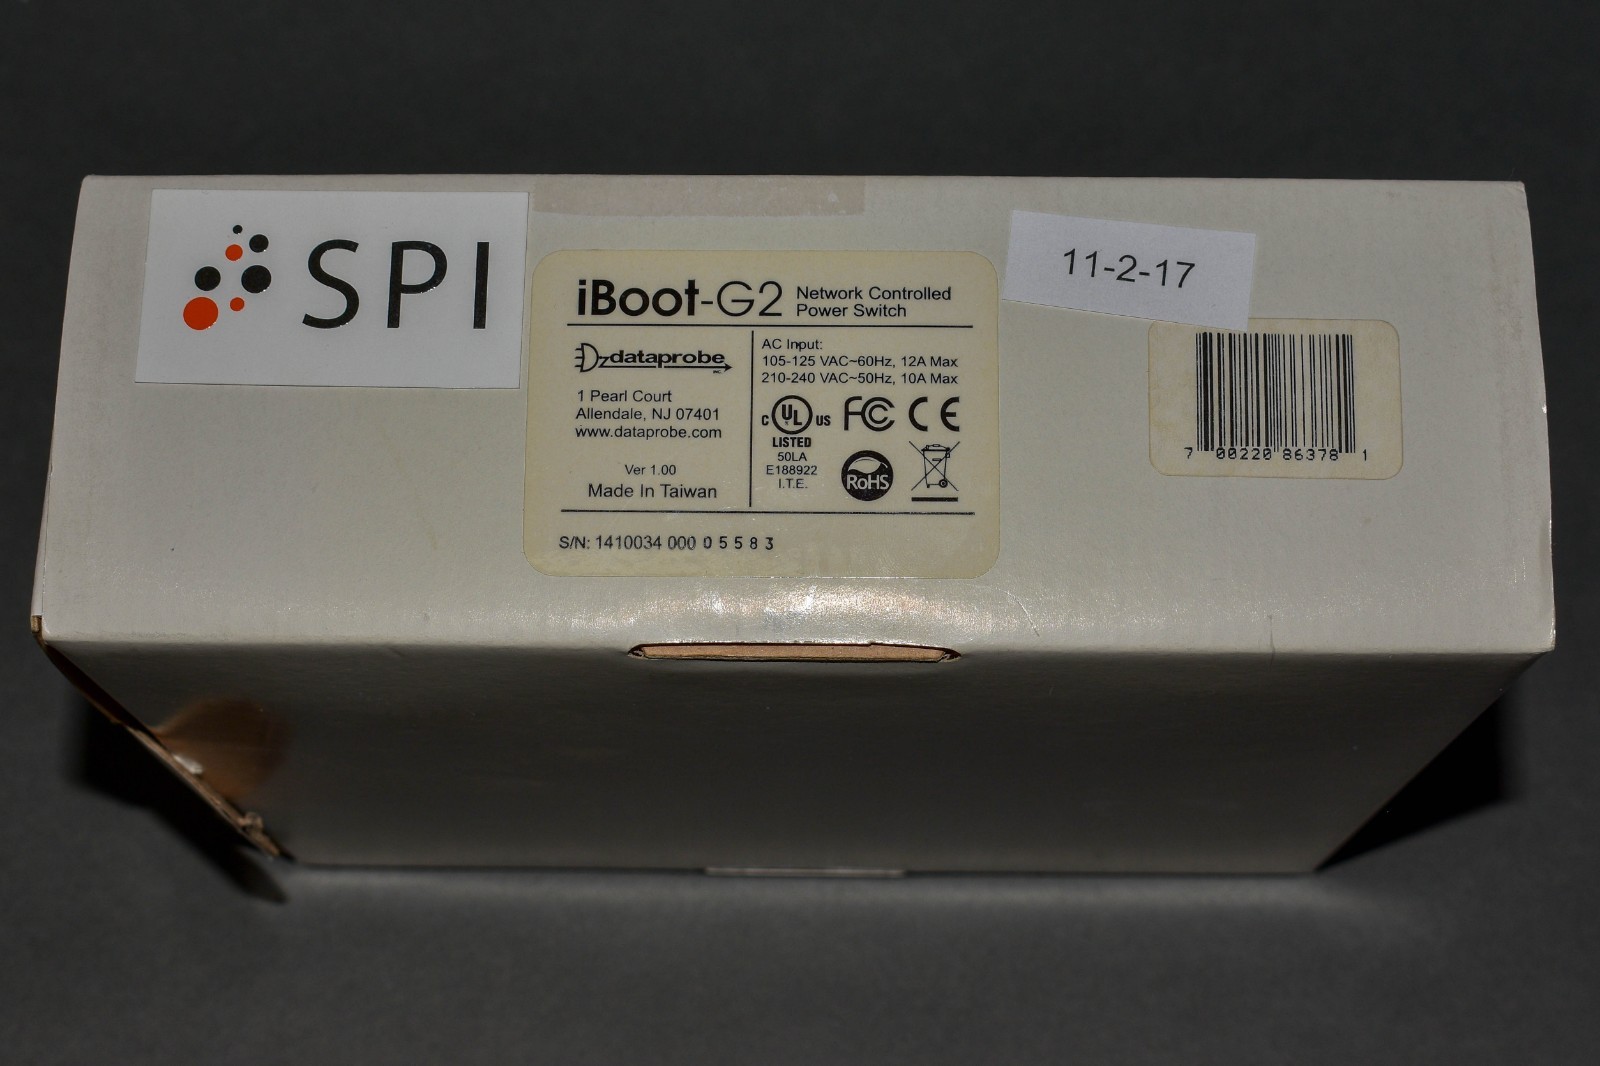 SPI
iBoot-G2 Network Controlled
Power Switch
dataprobe
1 Pearl Court
Allendale, NJ 07401
www.dataprobe.com
Ver 1.00
Made In Taiwan
AC Input:
105-125 VAC~60Hz, 12A Max
210-240 VAC~50Hz, 10A Max
C UL US
LISTED
50LA
E188922
I.T.E.
FC CE
RoHS
S/N: 1410034 000 0 5 5 8 3
11-2-17
7 00220 86378 1